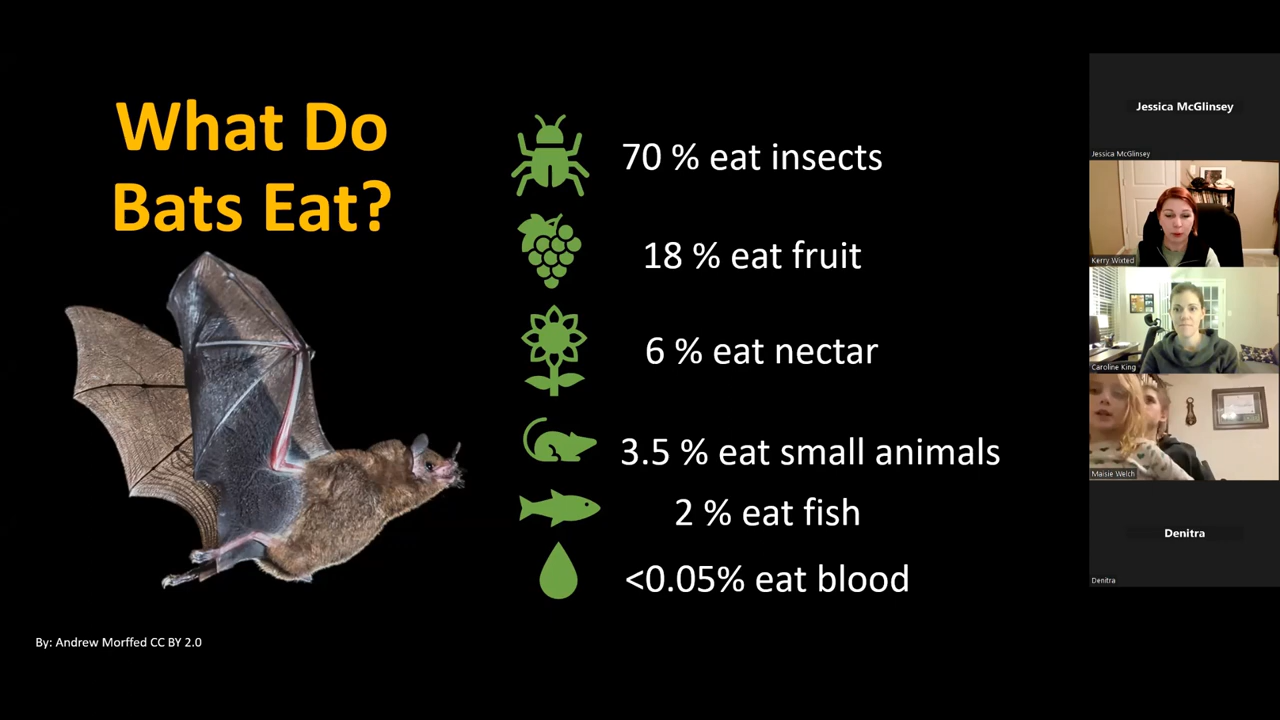 What Do
Bats Eat?
70 % eat insects
18 % eat fruit
6 % eat nectar
3.5 % eat small animals
2 % eat fish
<0.05% eat blood
By: Andrew Morffed CC BY 2.0
Jessica McGlinsey
Jessica McGlinsey
Kerry Wixted
Caroline King
Maisie Welch
Denitra
Denitra